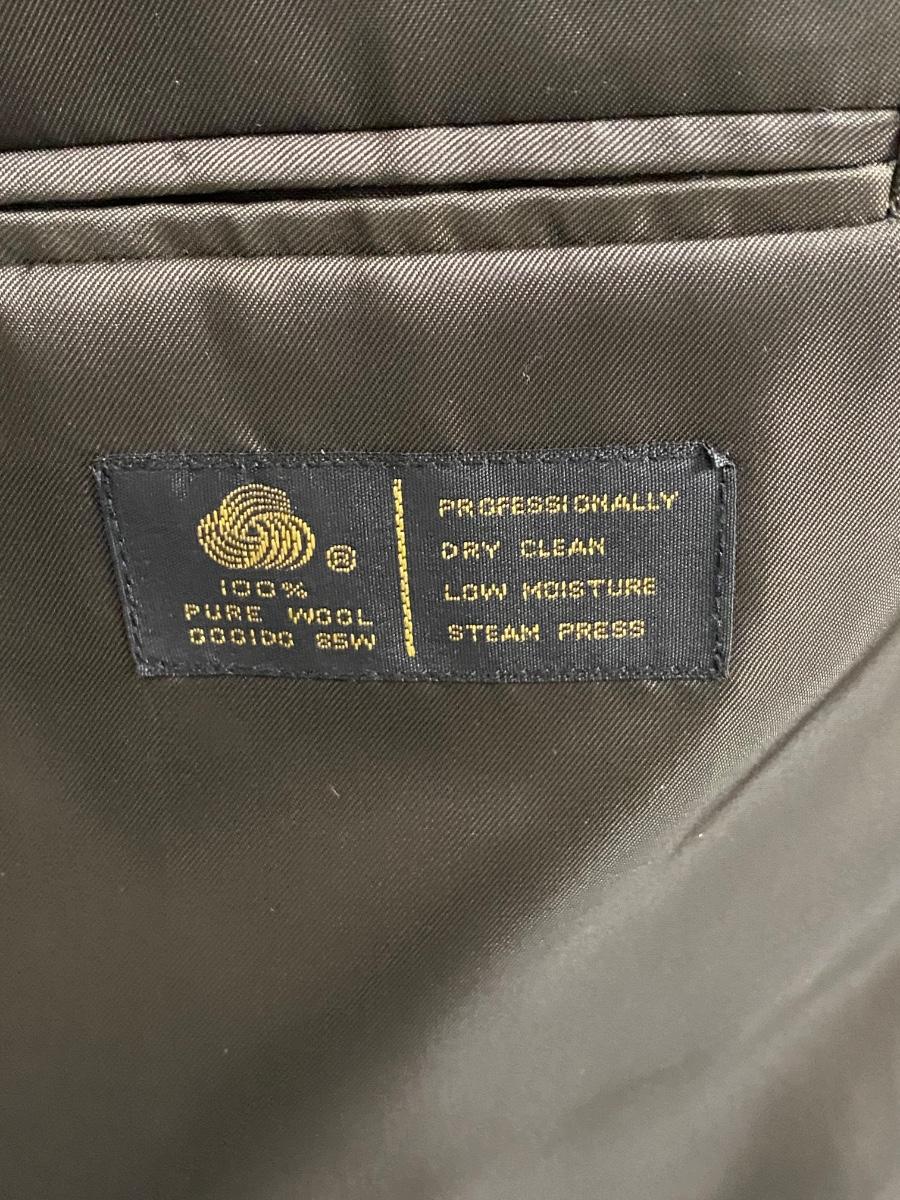 ®
100%
PURE WOOL
PROFESSIONALLY
DRY CLEAN
LOW MOISTURE
STEAM PRESS